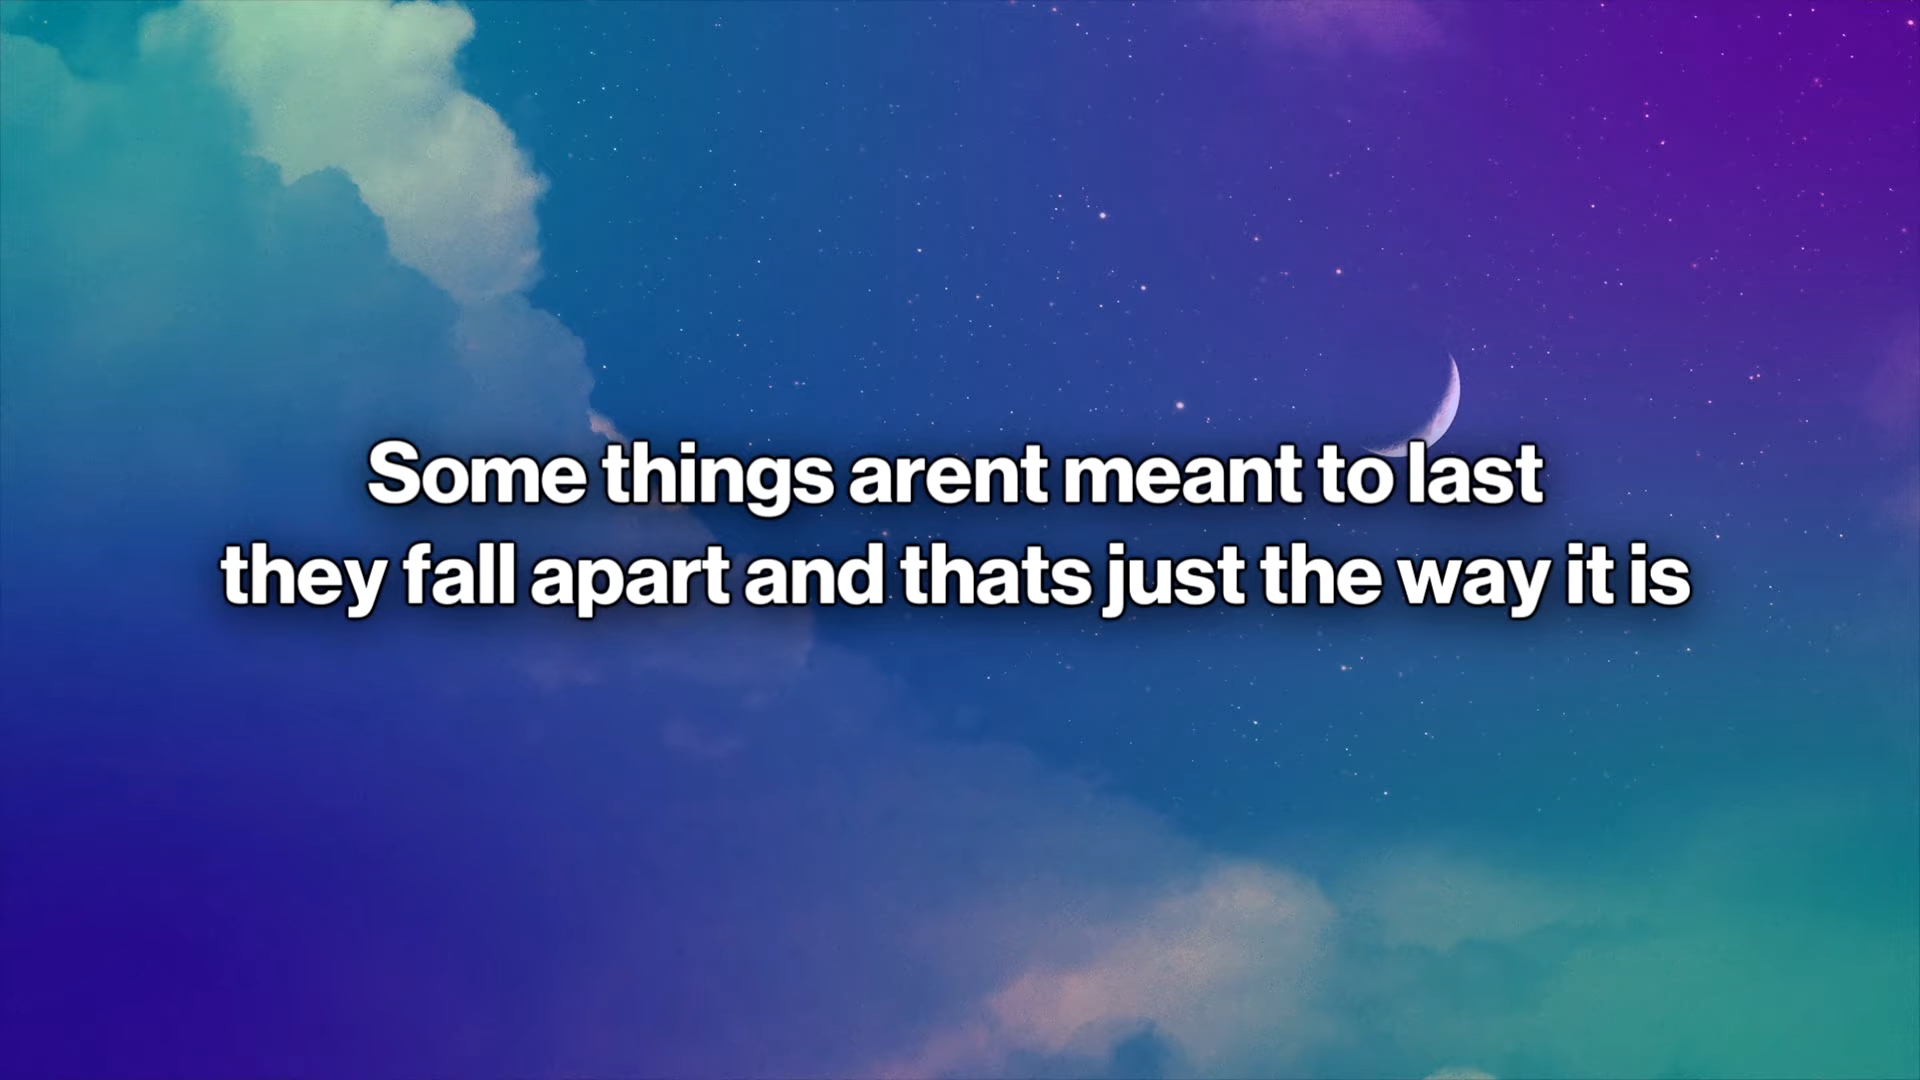 Some things arent meant to last
they fall apart and thats just the way it is